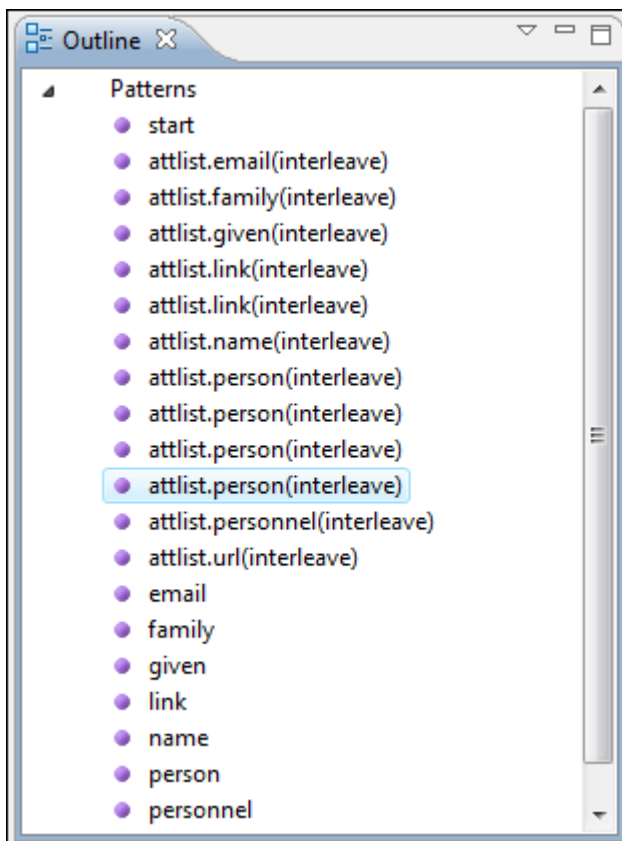 Outline
Patterns
start
attlist.email(interleave)
attlist.family(interleave)
attlist.given(interleave)
attlist.link(interleave)
attlist.link(interleave)
attlist.name(interleave)
attlist.person(interleave)
attlist.person(interleave)
attlist.person(interleave)
attlist.person(interleave)
attlist.personnel(interleave)
attlist.url(interleave)
email
family
given
link
name
person
personnel